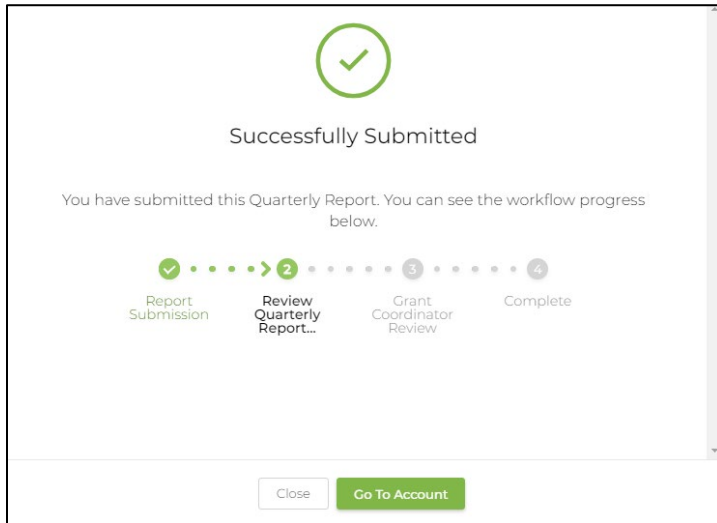 Successfully Submitted
You have submitted this Quarterly Report. You can see the workflow progress
below.
2 3 4
Report
Submission
Review
Quarterly
Report...
Grant
Coordinator
Review
Complete
Close
Go To Account